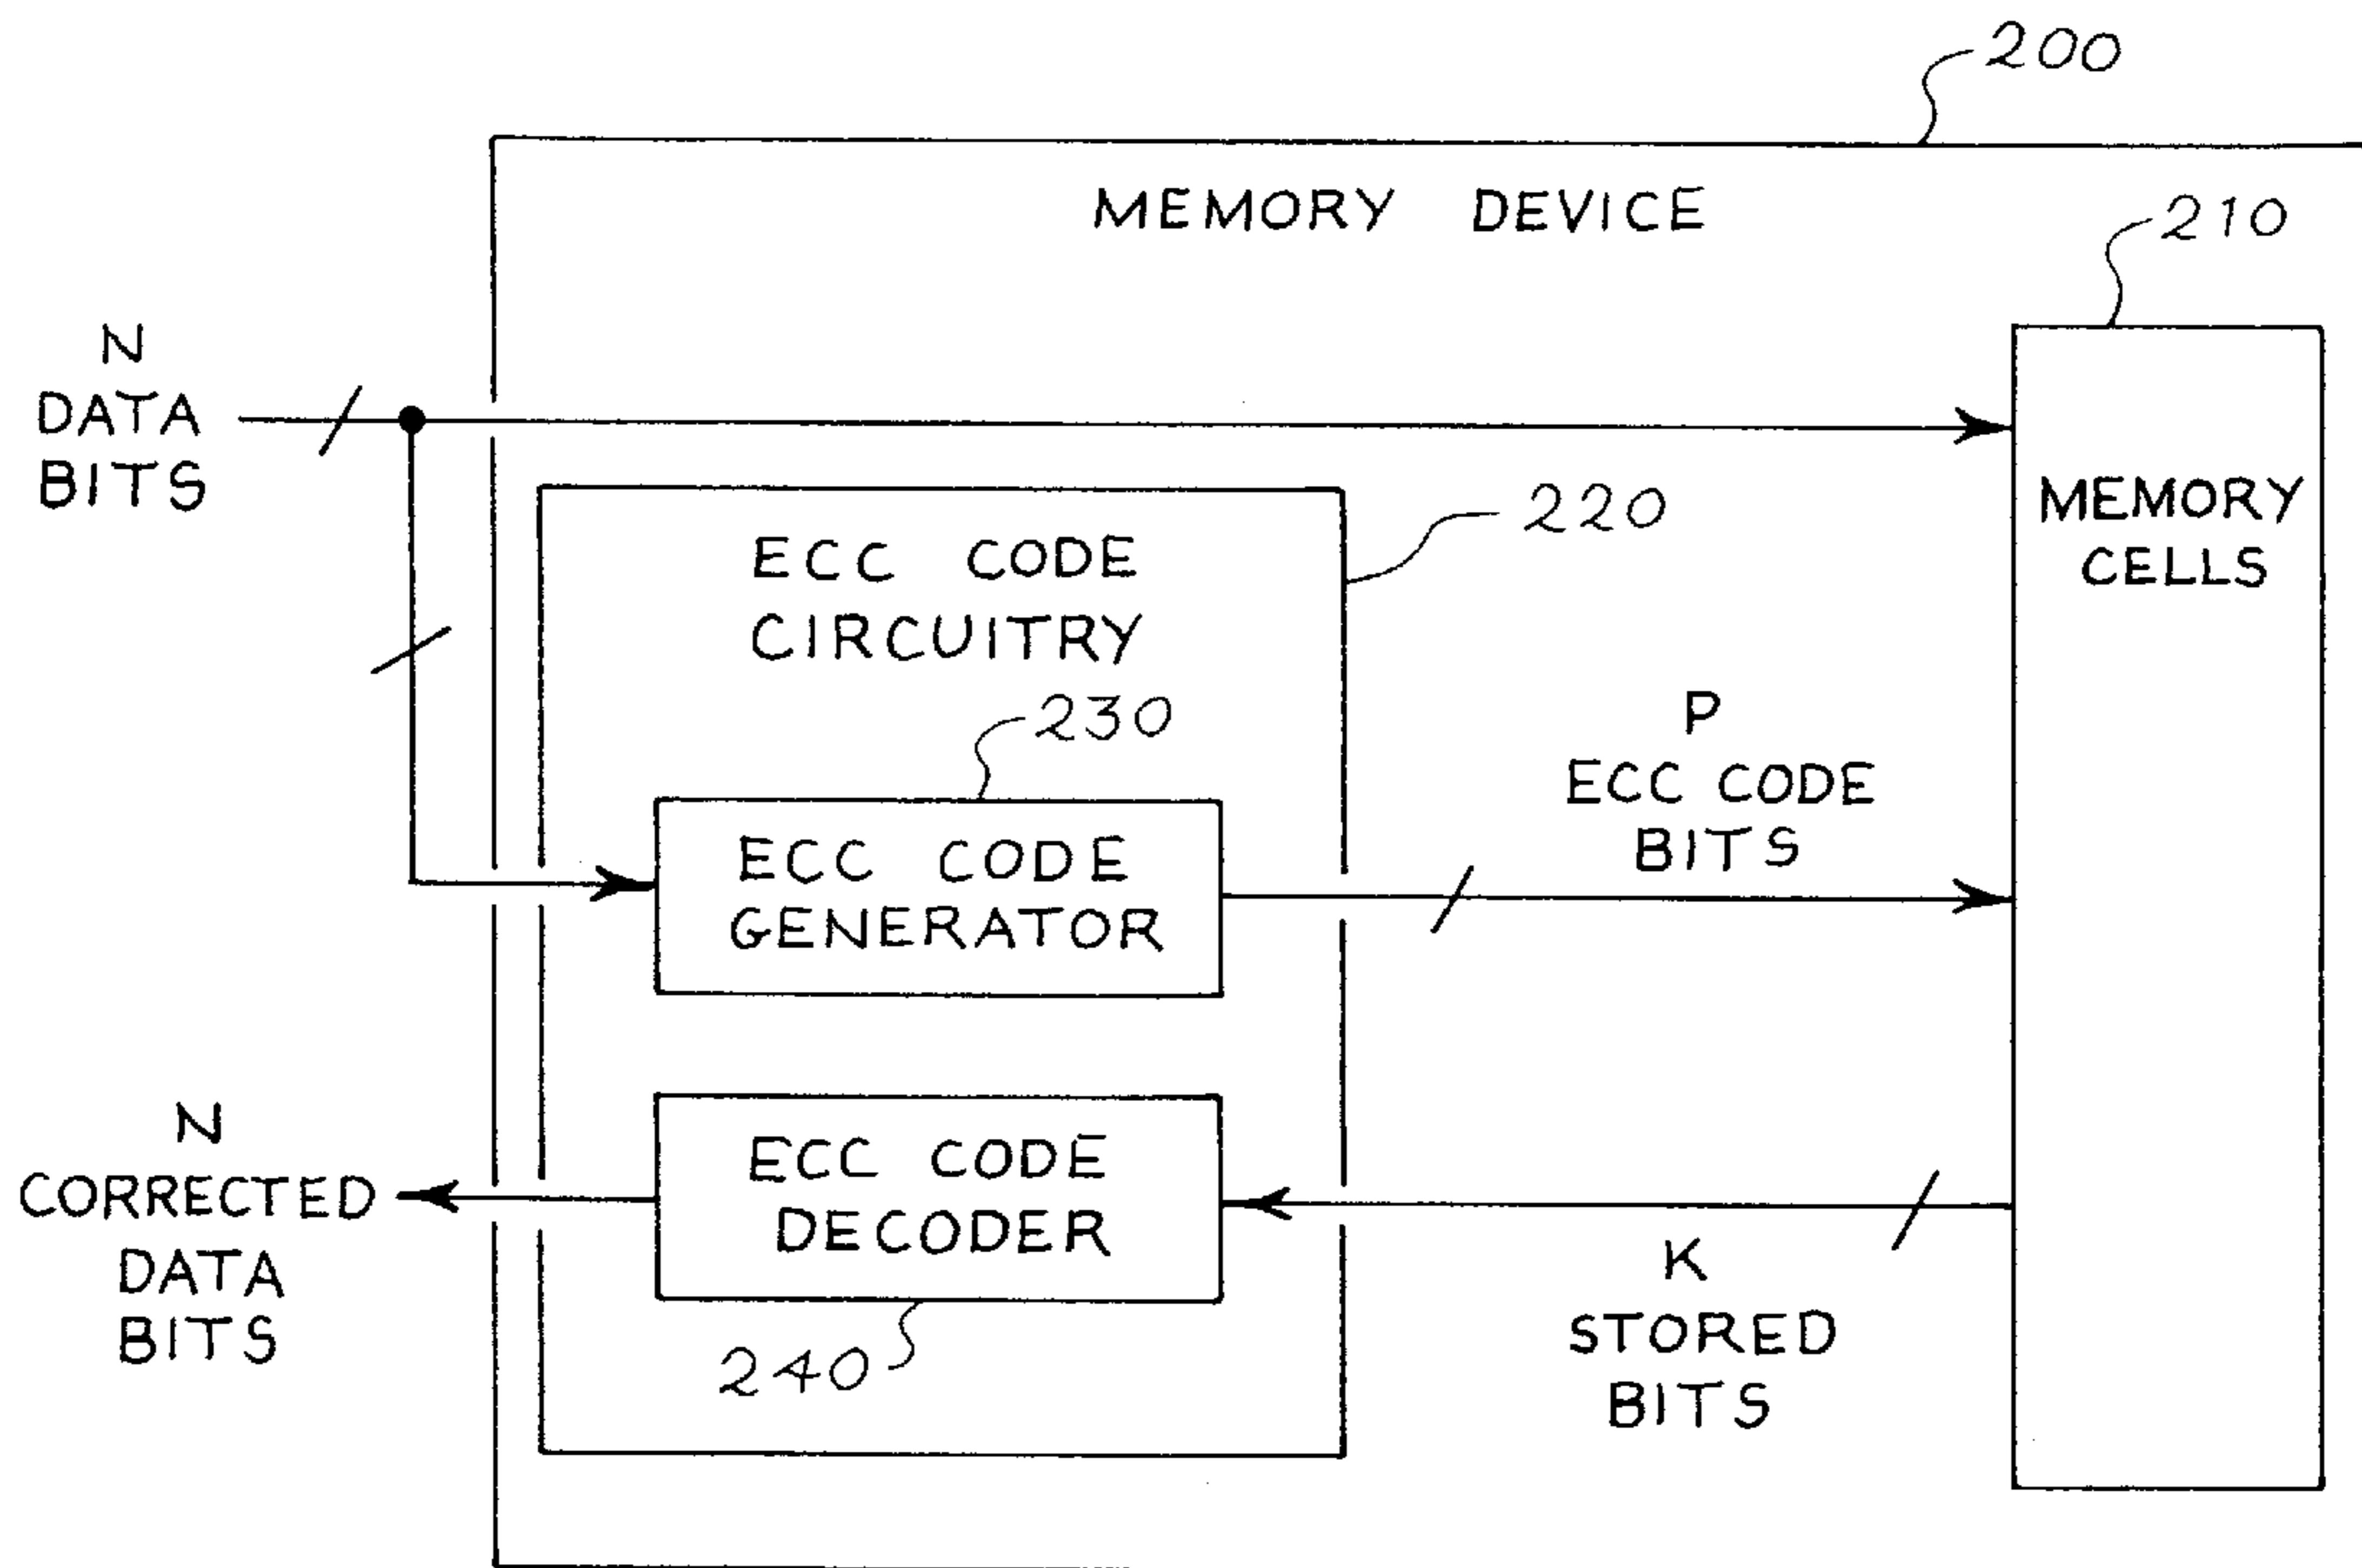 200
MEMORY DEVICE
210
N
DATA
BITS
MEMORY
CELLS
220
ECC CODE
CIRCUITRY
230
P
ECC CODE
BITS
ECC CODE
GENERATOR
N
CORRECTED
DATA
BITS
ECC CODE
DECODER
240
K
STORED
BITS